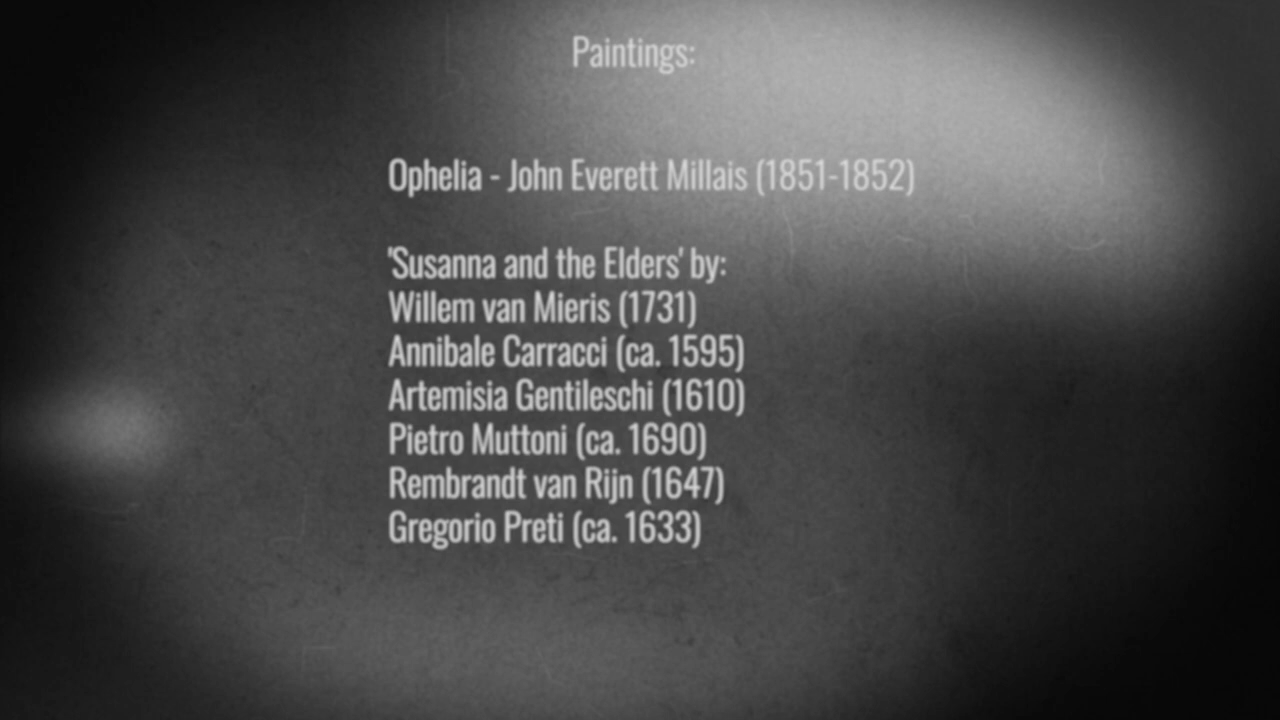 Paintings:
Ophelia - John Everett Millais (1851-1852)
'Susanna and the Elders' by:
Willem van Mieris (1731)
Annibale Carracci (ca. 1595)
Artemisia Gentileschi (1610)
Pietro Muttoni (ca. 1690)
Rembrandt van Rijn (1647)
Gregorio Preti (ca. 1633)